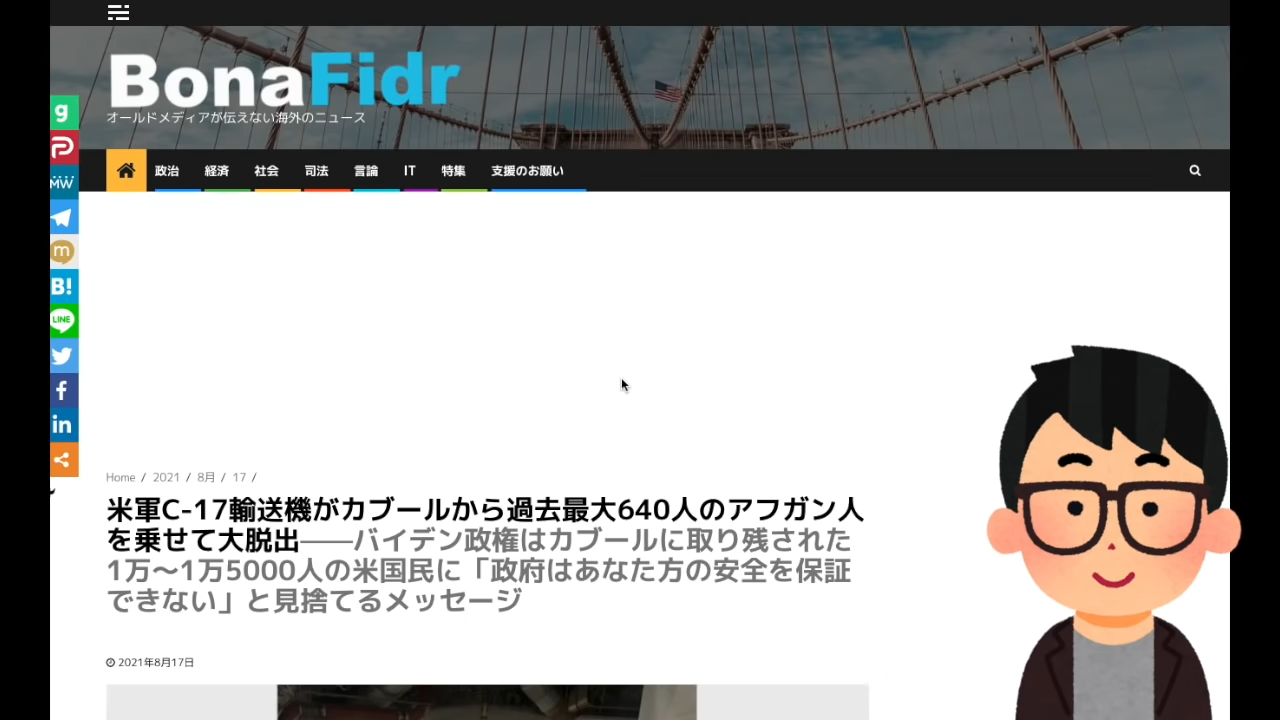 BonaFidr
オールドメディアが伝えない海外のニュース
政治 経済 社会 司法 言論 IT 特集 支援のお願い
g
MW
m
B!
LINE
f
in
Home / 2021 / 8月 / 17 /
米軍C-17輸送機がカブールから過去最大640人のアフガン人
を乗せて大脱出——バイデン政権はカブールに取り残された
1万～1万5000人の米国民に「政府はあなた方の安全を保証
できない」と見捨てるメッセージ
2021年8月17日